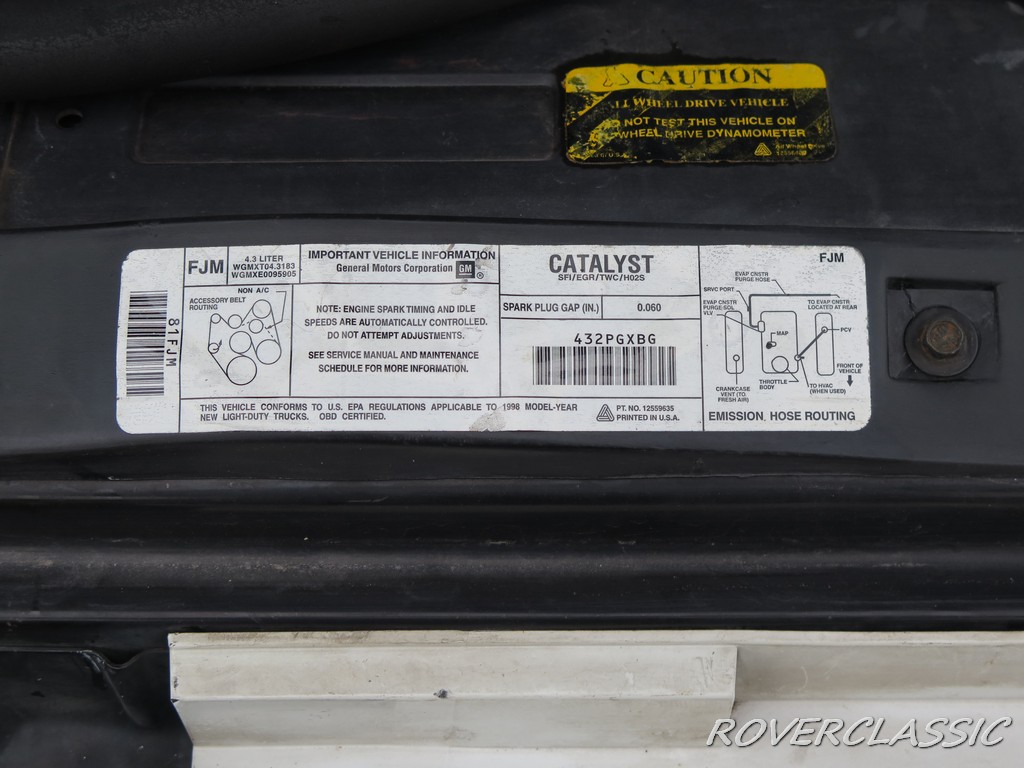 CAUTION
WHEEL DRIVE VEHICLE
NOT TEST THIS VEHICLE ON
WHEEL DRIVE DYNAMOMETER
All Wheel Drive
81FJM
FJM
4.3 LITER
WGMXT04.3183
WGMXE0095905
NON A/C
ACCESSORY BELT
ROUTING
IMPORTANT VEHICLE INFORMATION
General Motors Corporation GM
NOTE: ENGINE SPARK TIMING AND IDLE
SPEEDS ARE AUTOMATICALLY CONTROLLED.
DO NOT ATTEMPT ADJUSTMENTS.
SEE SERVICE MANUAL AND MAINTENANCE
SCHEDULE FOR MORE INFORMATION.
CATALYST
SFI/EGR/TWC/HO2S
SPARK PLUG GAP (IN.) 0.060
432PGXBG
THIS VEHICLE CONFORMS TO U.S. EPA REGULATIONS APPLICABLE TO 1998 MODEL-YEAR
NEW LIGHT-DUTY TRUCKS. OBD CERTIFIED.
PT. NO. 12559635
PRINTED IN U.S.A.
FJM
EVAP CNSTR
PURGE HOSE
SRVC PORT
EVAP CNSTR
PURGE-SOL
VLV
TO EVAP CNSTR
LOCATED AT REAR
MAP
PCV
FRONT OF
VEHICLE
THROTTLE
BODY
TO HVAC
(WHEN USED)
CRANKCASE
VENT (TO
FRESH AIR)
EMISSION HOSE ROUTING
ROVERCLASSIC